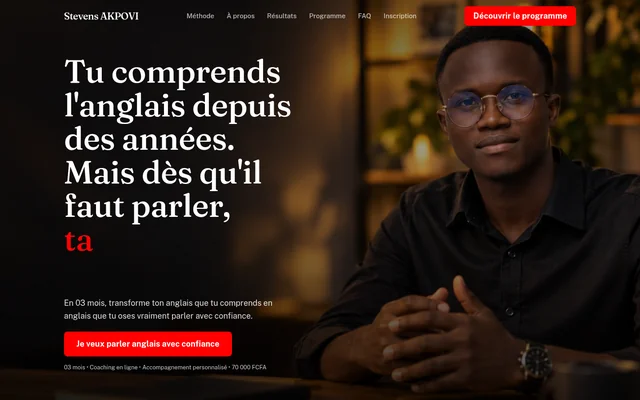 Stevens AKPOVI
Méthode À propos Résultats Programme FAQ Inscription
Découvrir le programme
Tu comprends
l'anglais depuis
des années.
Mais dès qu'il
faut parler,
ta
En 03 mois, transforme ton anglais que tu comprends en
anglais que tu oses vraiment parler avec confiance.
Je veux parler anglais avec confiance
03 mois • Coaching en ligne • Accompagnement personnalisé • 70 000 FCFA